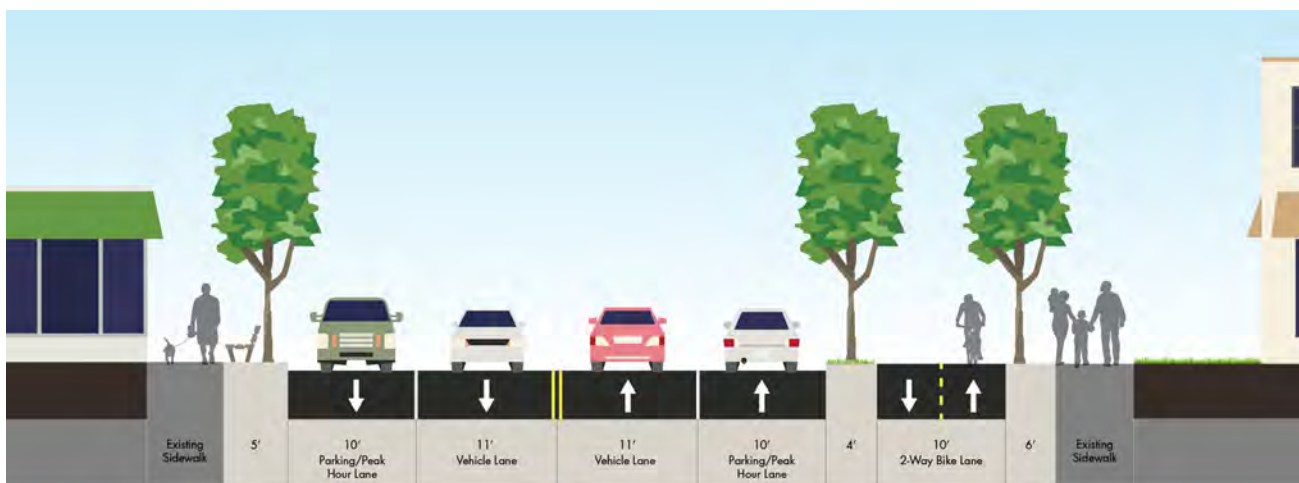 Existing
Sidewalk
5'
10'
Parking/Peak
Hour Lane
11'
Vehicle Lane
11'
Vehicle Lane
10'
Parking/Peak
Hour Lane
4'
10'
2-Way Bike Lane
6'
Existing
Sidewalk